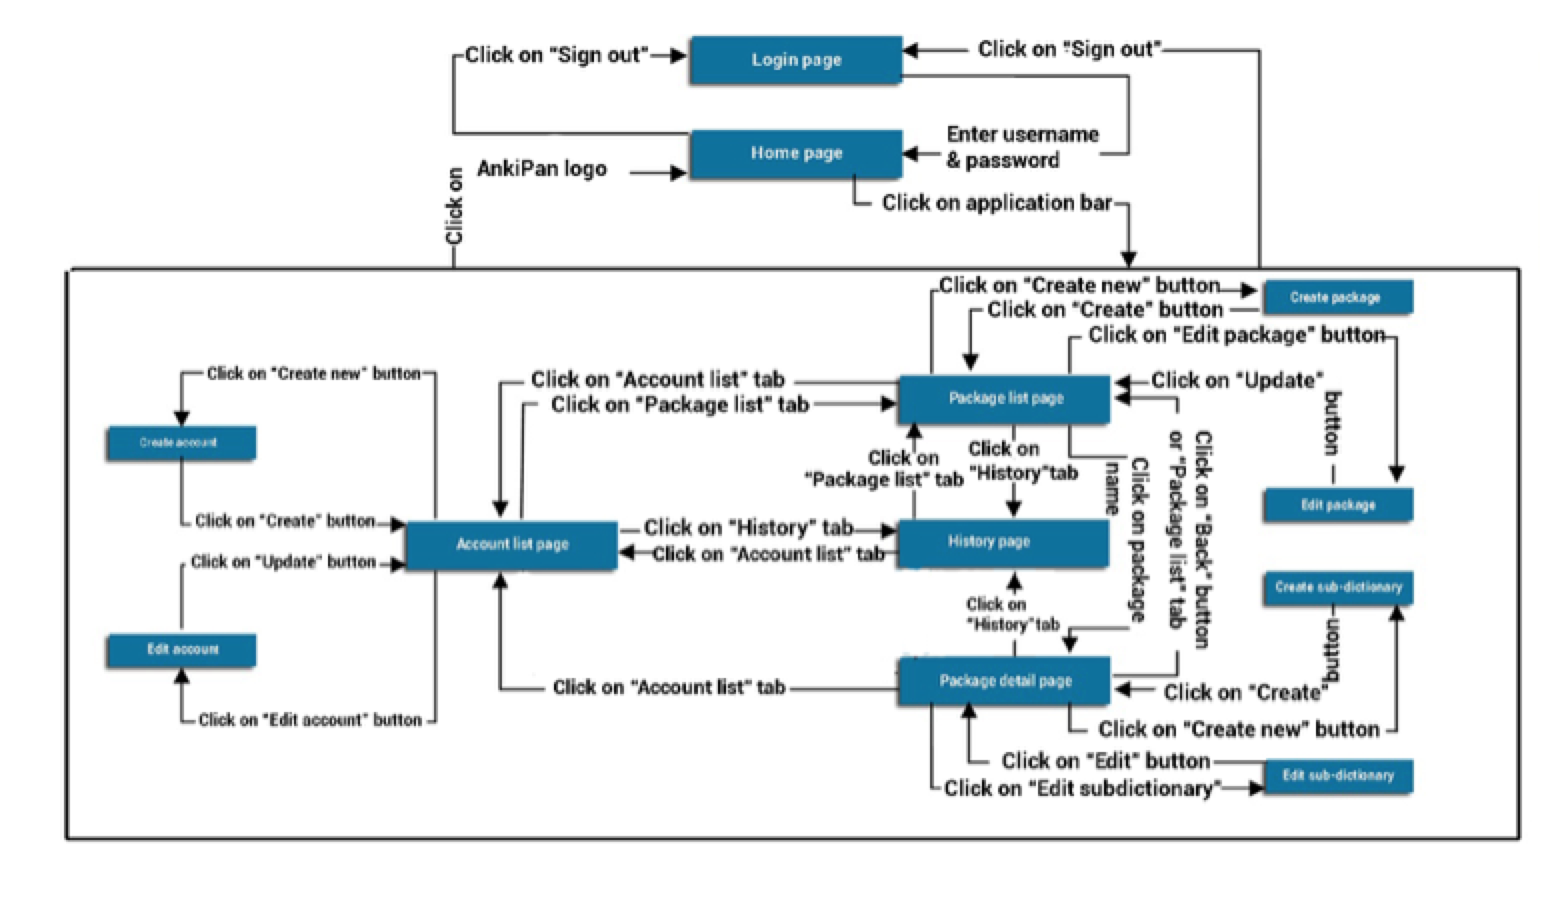 Click on "Sign out"
Login page
Click on "Sign out"
Home page
Enter username
& password
Click on
AnkiPan logo
Click on application bar
Click on "Create new" button
Create package
Click on "Create" button
Click on "Edit package" button
Click on "Create new" button
Click on "Account list" tab
Click on "Package list" tab
Package list page
Click on "Update"
button
Create account
Click on
"Package list" tab
Click on
"History"tab
Click on package
name
Click on "Back" button
or "Package list" tab
Edit package
Click on "Create" button
Account list page
Click on "History" tab
Click on "Account list" tab
History page
Click on "Update" button
Create sub-dictionary
button
Click on
"History"tab
Edit account
Click on "Account list" tab
Package detail page
Click on "Create"
Click on "Edit account" button
Click on "Create new" button
Click on "Edit" button
Click on "Edit subdictionary"
Edit sub-dictionary